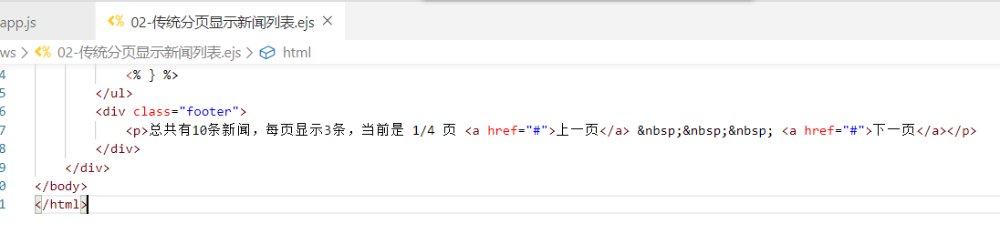 app.js
02-传统分页显示新闻列表.ejs
ws > 02-传统分页显示新闻列表.ejs > html
4 <% } %>
5 </ul>
6 <div class="footer">
7 <p>总共有10条新闻，每页显示3条，当前是 1/4 页 <a href="#">上一页</a> &nbsp;&nbsp;&nbsp; <a href="#">下一页</a></p>
8 </div>
9 </div>
0 </body>
1 </html>